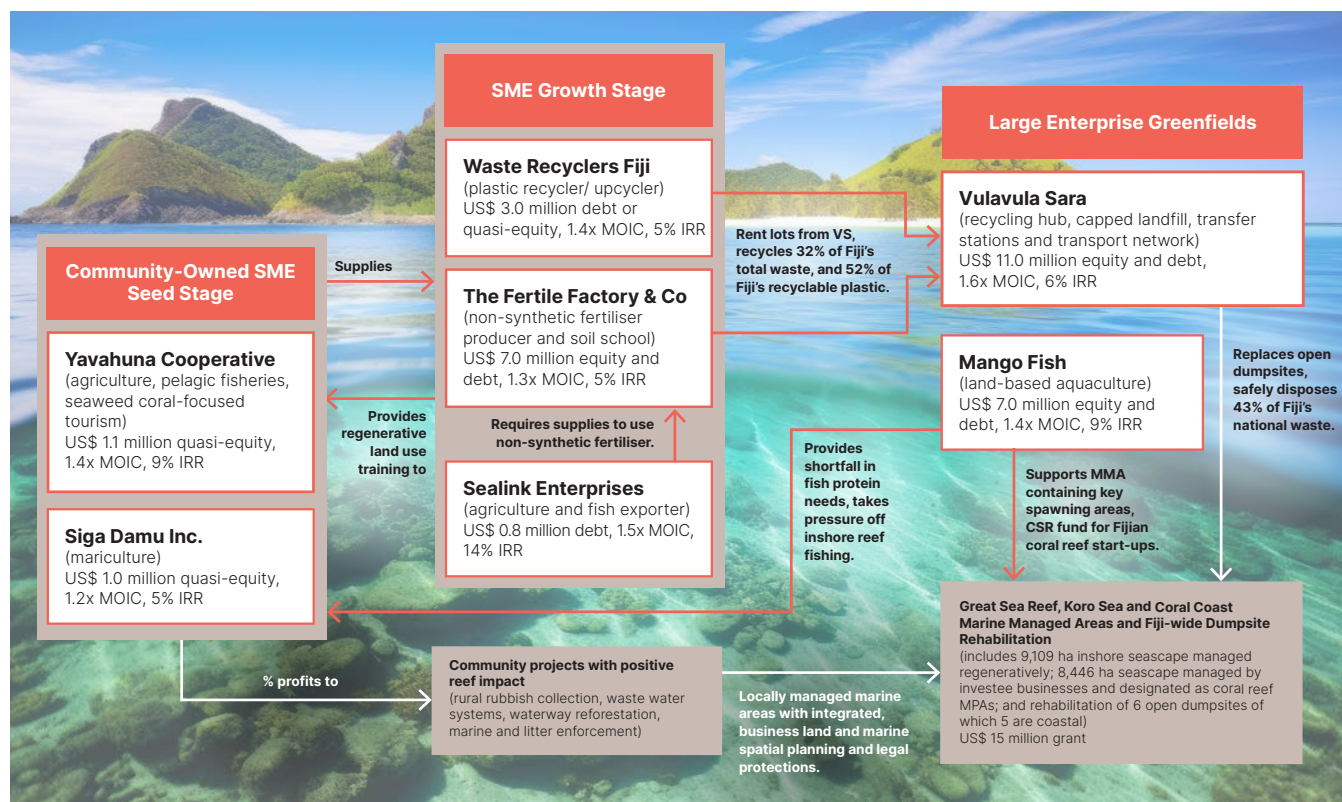 SME Growth Stage
Waste Recyclers Fiji
(plastic recycler/ upcycler)
US$ 3.0 million debt or
quasi-equity, 1.4x MOIC, 5% IRR
The Fertile Factory & Co
(non-synthetic fertiliser
producer and soil school)
US$ 7.0 million equity and
debt, 1.3x MOIC, 5% IRR
Requires supplies to use
non-synthetic fertiliser.
Sealink Enterprises
(agriculture and fish exporter)
US$ 0.8 million debt, 1.5x MOIC,
14% IRR
Community-Owned SME
Seed Stage
Yavahuna Cooperative
(agriculture, pelagic fisheries,
seaweed coral-focused
tourism)
US$ 1.1 million quasi-equity,
1.4x MOIC, 9% IRR
Siga Damu Inc.
(mariculture)
US$ 1.0 million quasi-equity,
1.2x MOIC, 5% IRR
Supplies
Provides
regenerative
land use
training to
% profits to
Community projects with positive
reef impact
(rural rubbish collection, waste water
systems, waterway reforestation,
marine and litter enforcement)
Large Enterprise Greenfields
Vulavula Sara
(recycling hub, capped landfill, transfer
stations and transport network)
US$ 11.0 million equity and debt,
1.6x MOIC, 6% IRR
Rent lots from VS,
recycles 32% of Fiji's
total waste, and 52% of
Fiji's recyclable plastic.
Mango Fish
(land-based aquaculture)
US$ 7.0 million equity and
debt, 1.4x MOIC, 9% IRR
Replaces open
dumpsites,
safely disposes
43% of Fiji's
national waste.
Provides
shortfall in
fish protein
needs, takes
pressure off
inshore reef
fishing.
Supports MMA
containing key
spawning areas,
CSR fund for Fijian
coral reef start-ups.
Locally managed marine
areas with integrated,
business land and marine
spatial planning and legal
protections.
Great Sea Reef, Koro Sea and Coral Coast
Marine Managed Areas and Fiji-wide Dumpsite
Rehabilitation
(includes 9,109 ha inshore seascape managed
regeneratively; 8,446 ha seascape managed by
investee businesses and designated as coral reef
MPAs; and rehabilitation of 6 open dumpsites of
which 5 are coastal)
US$ 15 million grant